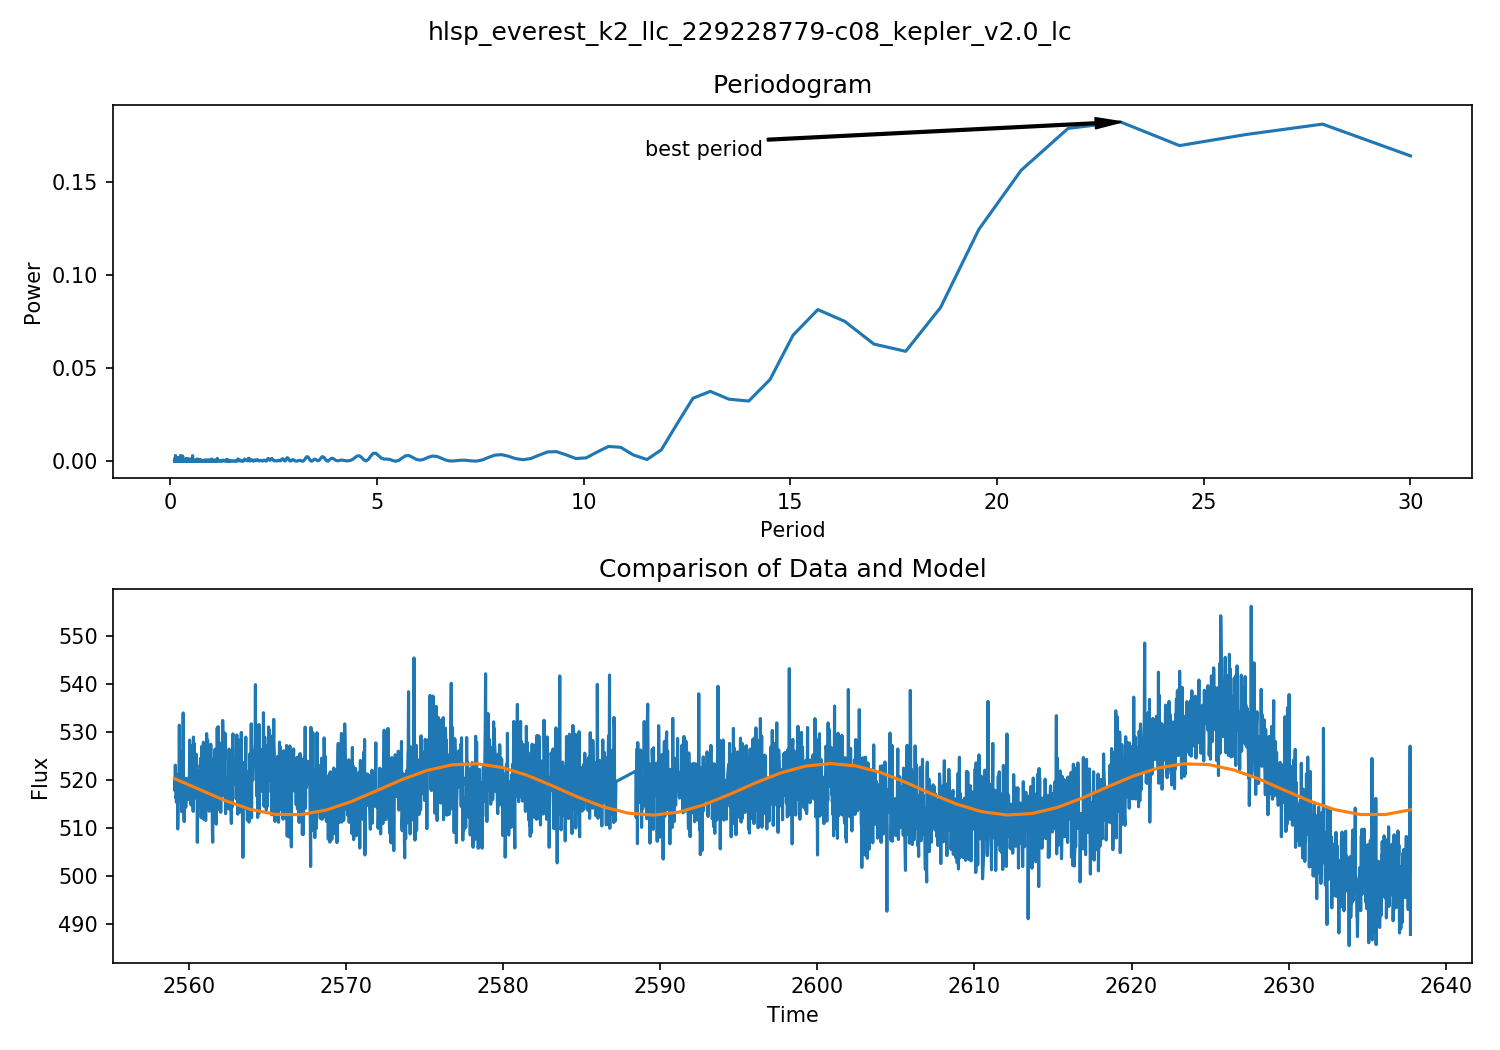 hlsp_everest_k2_llc_229228779-c08_kepler_v2.0_lc
Periodogram
best period
0.15
0.10
0.05
0.00
Power
0 5 10 15 20 25 30
Period
Comparison of Data and Model
550
540
530
520
510
500
490
Flux
2560 2570 2580 2590 2600 2610 2620 2630 2640
Time